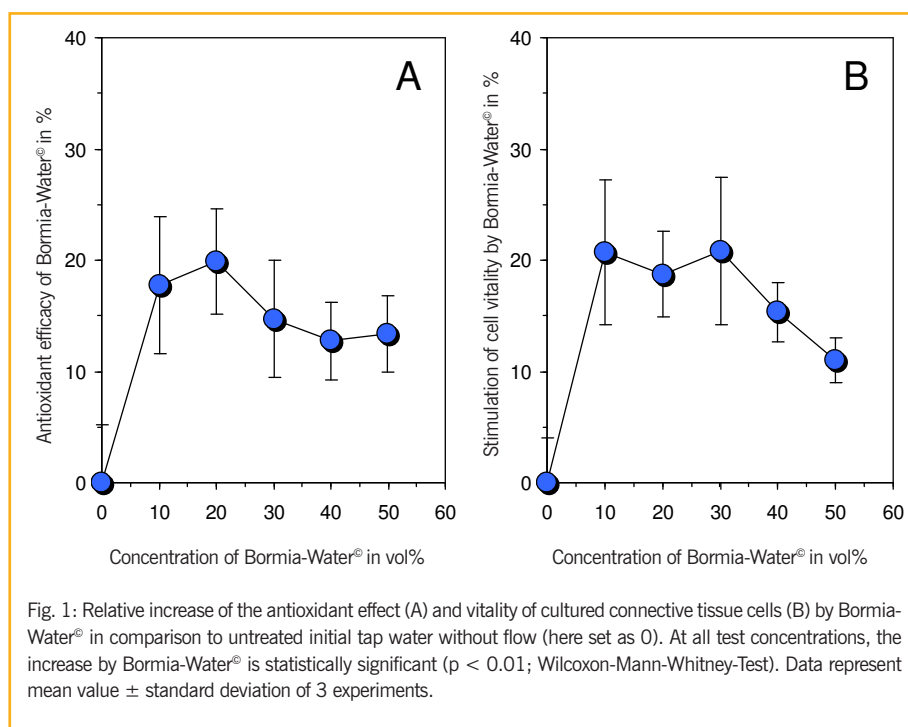 A
40
30
20
10
0
0 10 20 30 40 50 60
Antioxidant efficacy of Bormia-Water© in %
Concentration of Bormia-Water© in vol%
B
40
30
20
10
0
0 10 20 30 40 50 60
Stimulation of cell vitality by Bormia-Water© in %
Concentration of Bormia-Water© in vol%
Fig. 1: Relative increase of the antioxidant effect (A) and vitality of cultured connective tissue cells (B) by Bormia-
Water© in comparison to untreated initial tap water without flow (here set as 0). At all test concentrations, the
increase by Bormia-Water© is statistically significant (p < 0.01; Wilcoxon-Mann-Whitney-Test). Data represent
mean value ± standard deviation of 3 experiments.